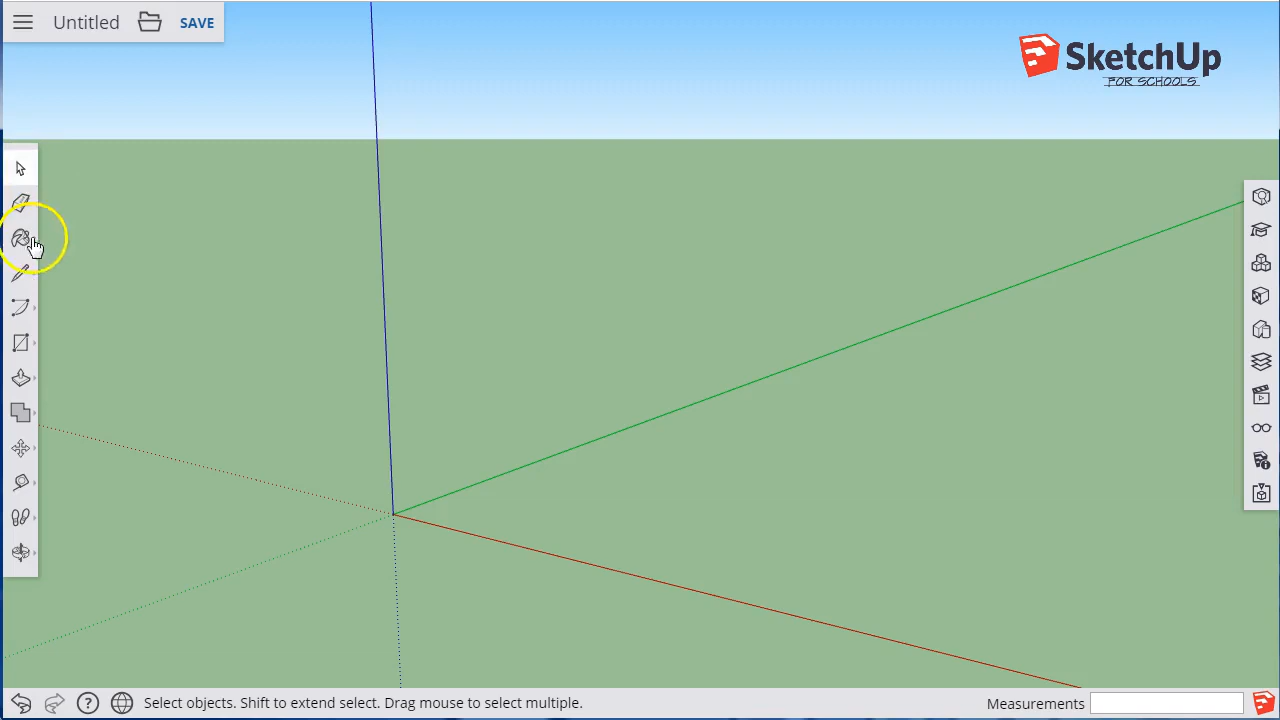 Untitled
SAVE
SketchUp
FOR SCHOOLS
Select objects. Shift to extend select. Drag mouse to select multiple.
Measurements